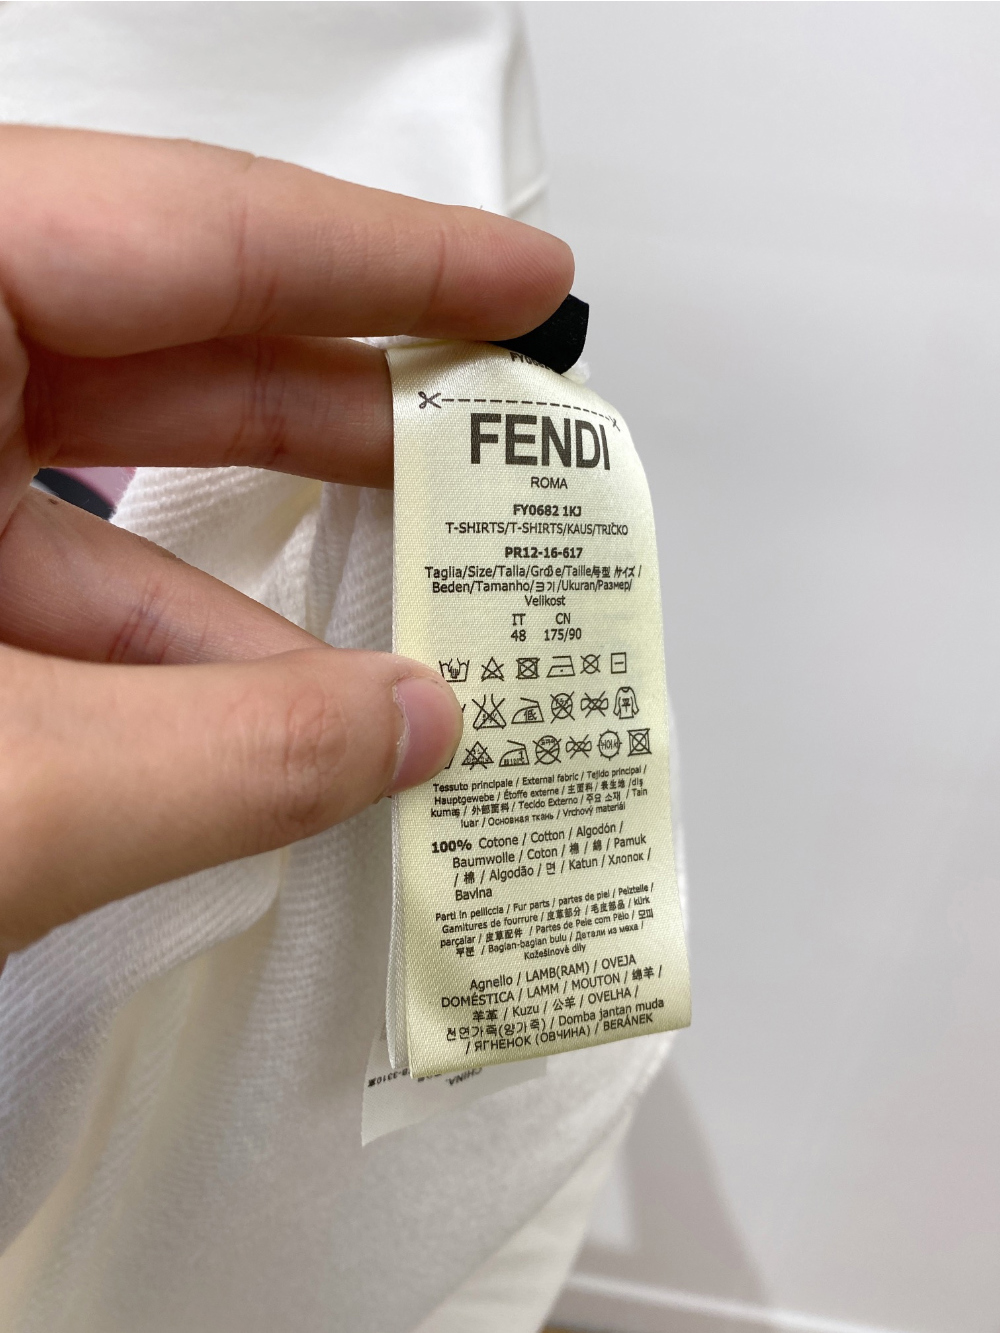 FENDI
ROMA
FY0682 1KJ
T-SHIRTS/T-SHIRTS/KAUS/TRIČKO
PR12-16-617
Taglia/Size/Talla/Größe/Taille/号型/サイズ/
Beden/Tamanho/크기/Ukuran/Размер/
Velikost
IT CN
48 175/90
低
平
Tessuto principale / External fabric / Tejido principal /
Hauptgewebe / Étoffe externe / 主面料 / 表生地 / dış
kumaş / 外部面料 / Tecido Externo / 주요 소재 / Tain
luar / Основная ткань / Vrchový materiál
100% Cotone / Cotton / Algodón /
Baumwolle / Coton / 棉 / 綿 / Pamuk
/ 棉 / Algodão / 면 / Katun / Хлопок /
Bavlna
Parti in pelliccia / Fur parts / partes de piel / Pelzteile /
Garnitures de fourrure / 皮草部分 / 毛皮部品 / kürk
parçalar / 皮草配件 / Partes de Pele com Pêlo / 모피
부분 / Bagian-bagian bulu / Детали из меха /
Kožešinové díly
Agnello / LAMB(RAM) / OVEJA
DOMÉSTICA / LAMM / MOUTON / 绵羊 /
羊革 / Kuzu / 公羊 / OVELHA /
천연가죽(양가죽) / Domba jantan muda
/ ЯГНЕНОК (ОВЧИНА) / BERÁNEK
CHINA.